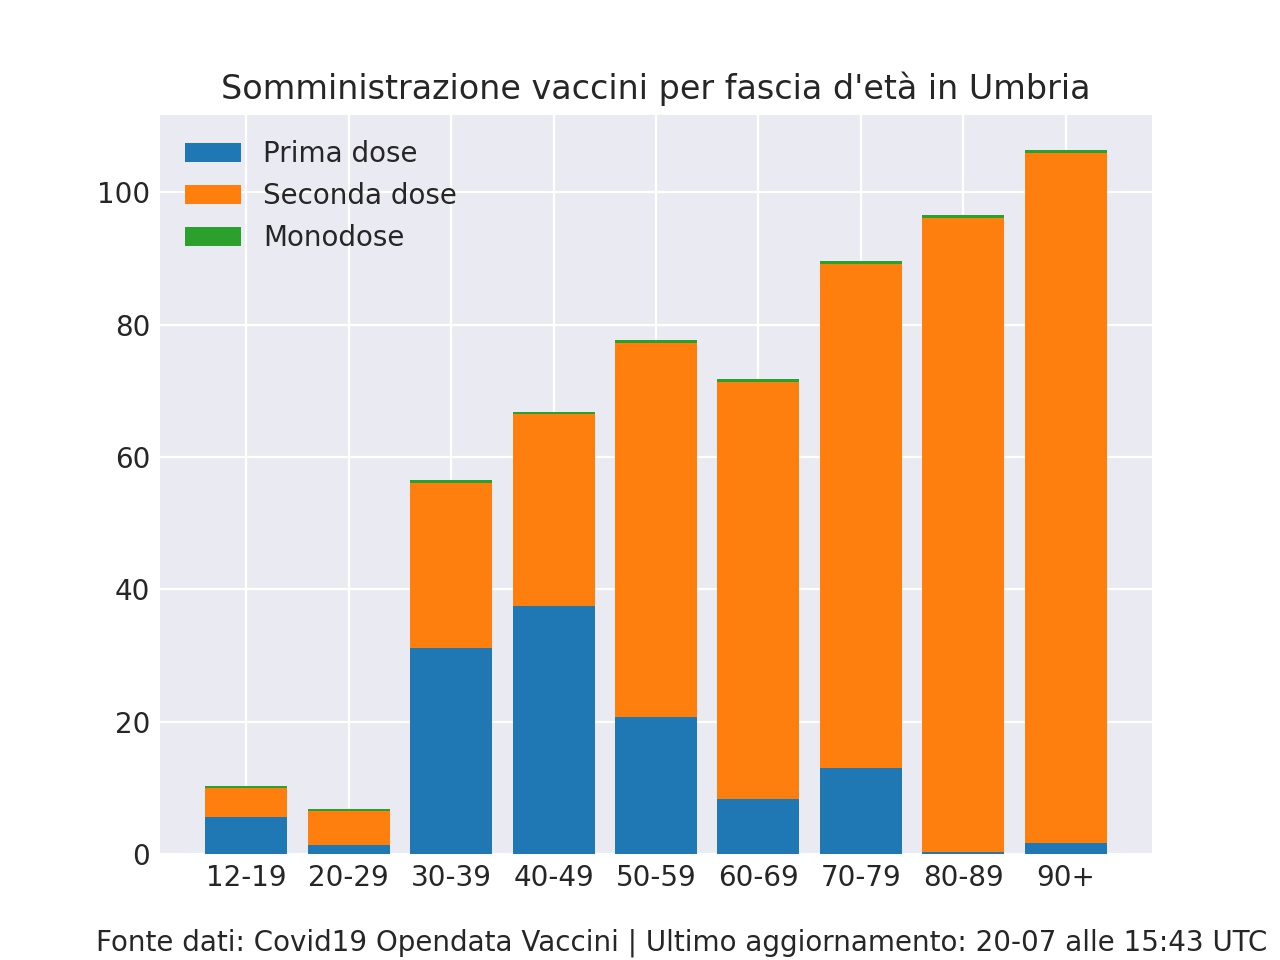 Somministrazione vaccini per fascia d'età in Umbria
Prima dose
Seconda dose
Monodose
100
80
60
40
20
0
12-19 20-29 30-39 40-49 50-59 60-69 70-79 80-89 90+
Fonte dati: Covid19 Opendata Vaccini | Ultimo aggiornamento: 20-07 alle 15:43 UTC